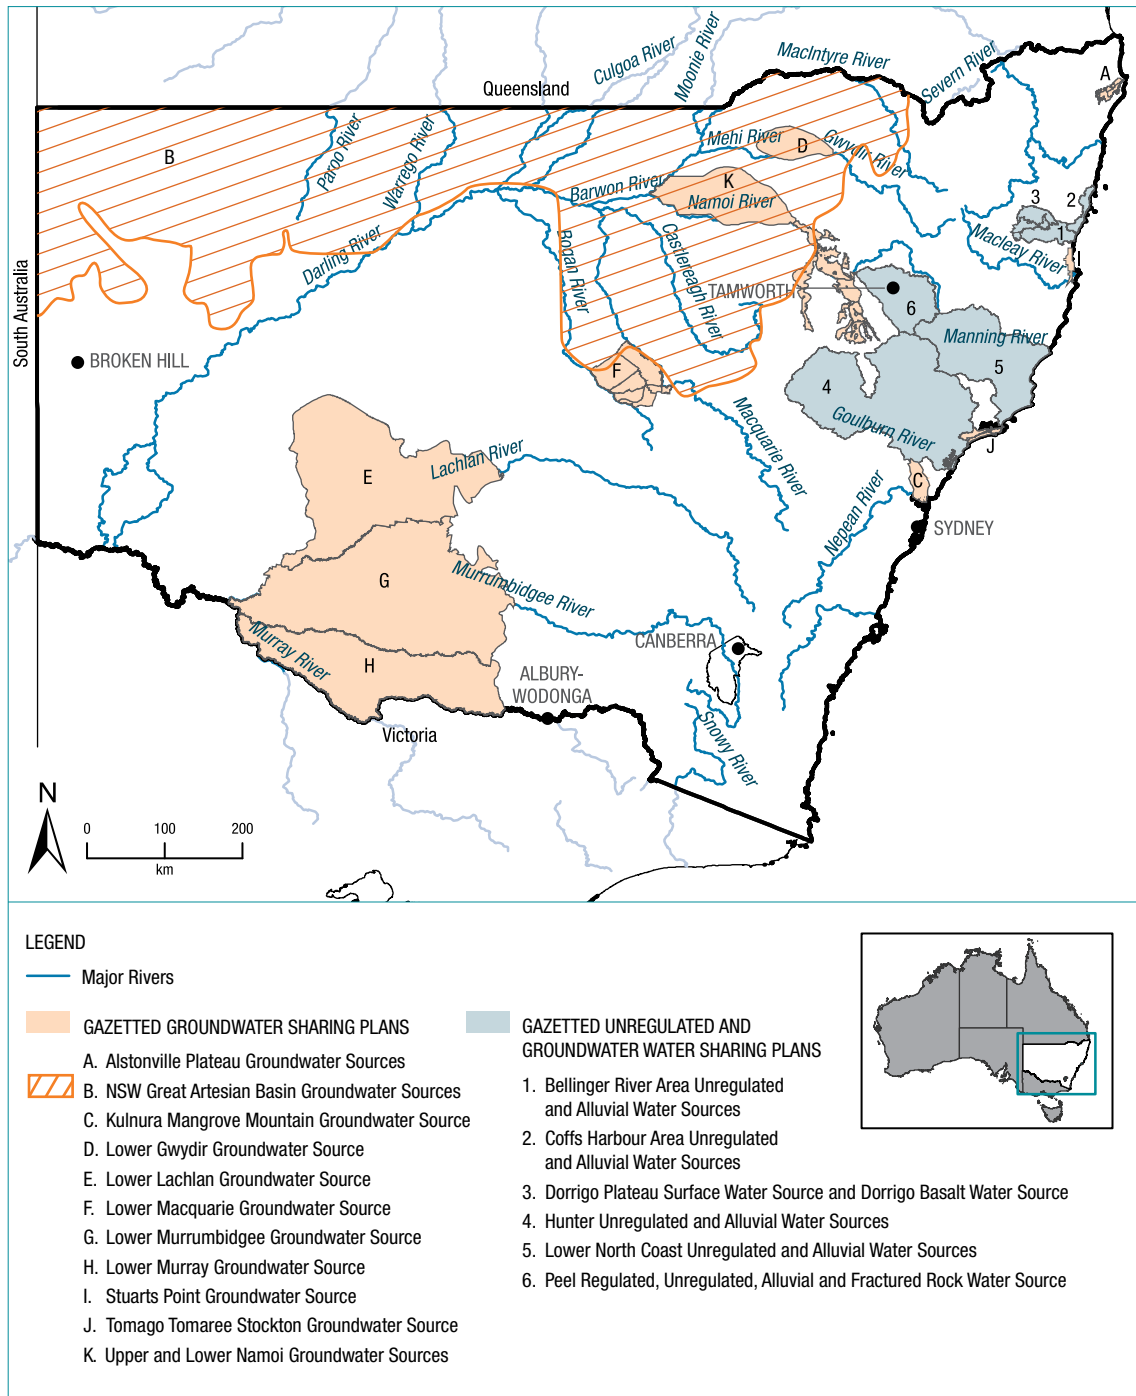 Queensland
Culgoa River
Moonie River
MacIntyre River
Severn River
A
B
Paroo River
Warrego River
Mehi River
D
Gwydir River
Barwon River
K
Namoi River
3
2
1
Macleay River
I
Darling River
Bogan River
Castlereagh River
TAMWORTH
6
Manning River
South Australia
BROKEN HILL
F
5
4
Goulburn River
Macquarie River
J
E
Lachlan River
C
Nepean River
SYDNEY
G
Murrumbidgee River
Murray River
H
CANBERRA
ALBURY-
WODONGA
Snowy River
Victoria
N
0 100 200
km
LEGEND
Major Rivers
GAZETTED GROUNDWATER SHARING PLANS
A. Alstonville Plateau Groundwater Sources
B. NSW Great Artesian Basin Groundwater Sources
C. Kulnura Mangrove Mountain Groundwater Source
D. Lower Gwydir Groundwater Source
E. Lower Lachlan Groundwater Source
F. Lower Macquarie Groundwater Source
G. Lower Murrumbidgee Groundwater Source
H. Lower Murray Groundwater Source
I. Stuarts Point Groundwater Source
J. Tomago Tomaree Stockton Groundwater Source
K. Upper and Lower Namoi Groundwater Sources
GAZETTED UNREGULATED AND
GROUNDWATER WATER SHARING PLANS
1. Bellinger River Area Unregulated
and Alluvial Water Sources
2. Coffs Harbour Area Unregulated
and Alluvial Water Sources
3. Dorrigo Plateau Surface Water Source and Dorrigo Basalt Water Source
4. Hunter Unregulated and Alluvial Water Sources
5. Lower North Coast Unregulated and Alluvial Water Sources
6. Peel Regulated, Unregulated, Alluvial and Fractured Rock Water Source